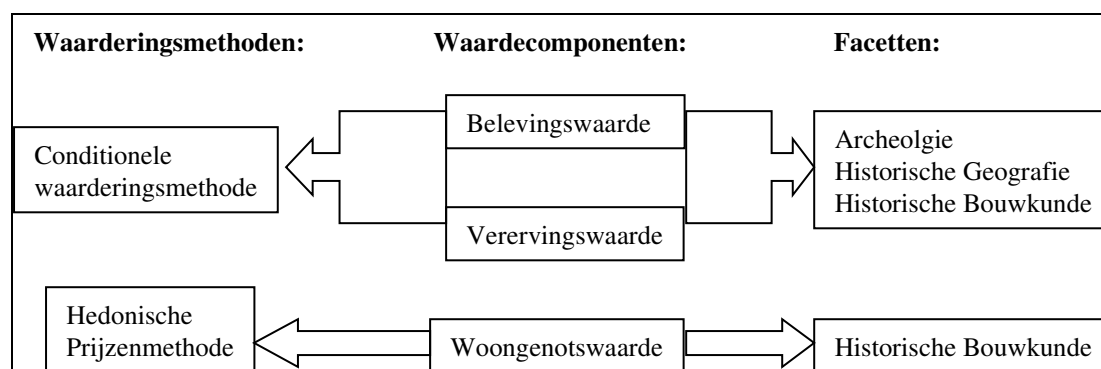 Waarderingsmethoden: Waardecomponenten: Facetten:
Belevingswaarde
Conditionele
waarderingsmethode
Archeolgie
Historische Geografie
Historische Bouwkunde
Verervingswaarde
Hedonische
Prijzenmethode
Woongenotswaarde
Historische Bouwkunde